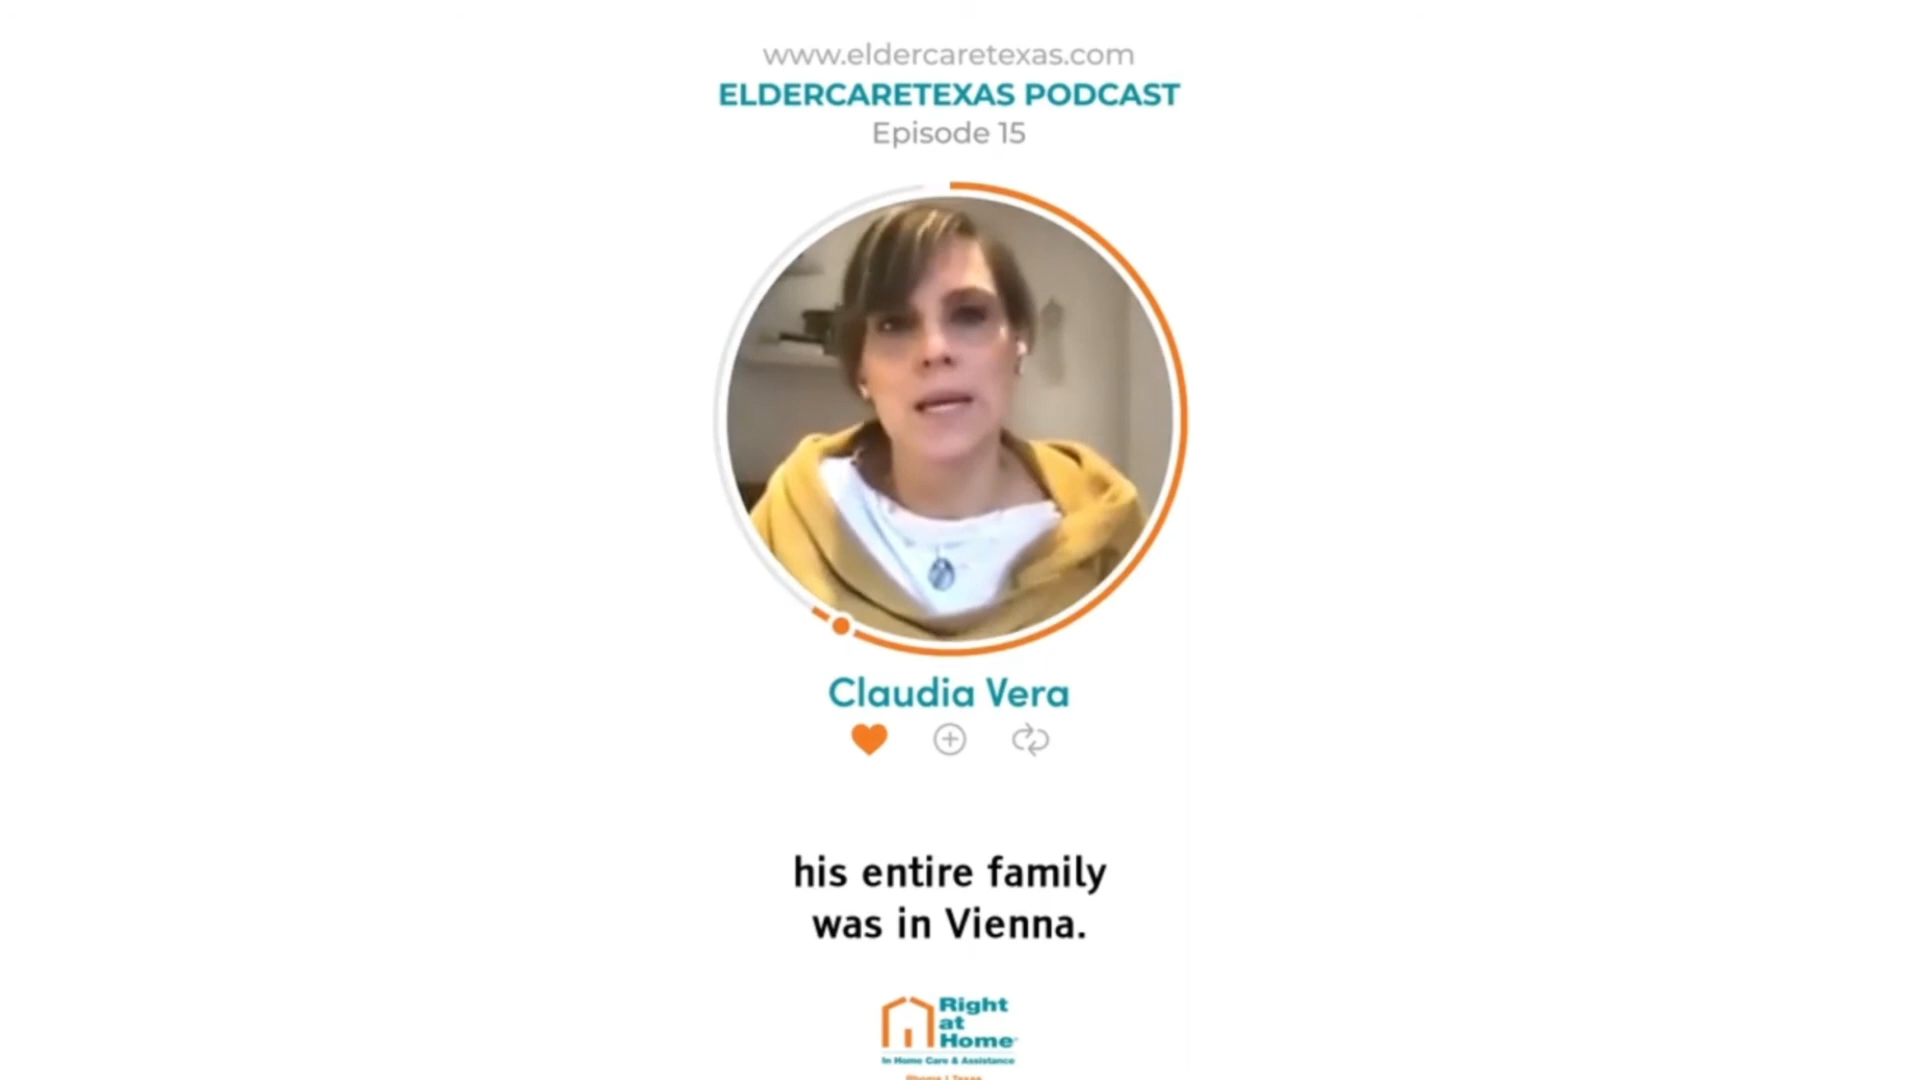 www.eldercaretexas.com
ELDERCARETEXAS PODCAST
Episode 15
Claudia Vera
his entire family
was in Vienna.
Right
at
Home
In Home Care & Assistance